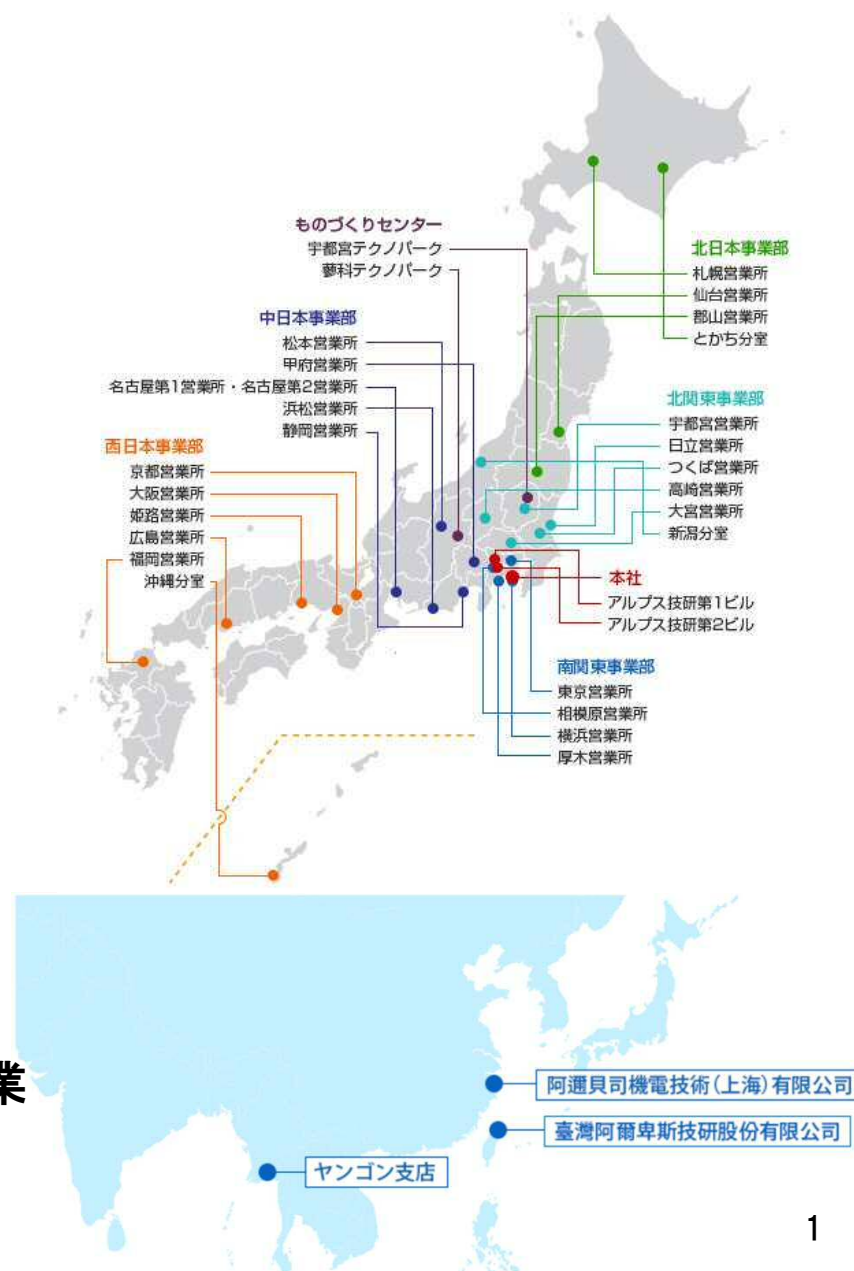 ものづくりセンター
宇都宮テクノパーク
蓼科テクノパーク
中日本事業部
松本営業所
甲府営業所
名古屋第1営業所・名古屋第2営業所
浜松営業所
静岡営業所
西日本事業部
京都営業所
大阪営業所
姫路営業所
広島営業所
福岡営業所
沖縄分室
北日本事業部
札幌営業所
仙台営業所
郡山営業所
とかち分室
北関東事業部
宇都宮営業所
日立営業所
つくば営業所
高崎営業所
大宮営業所
新潟分室
本社
アルプス技研第1ビル
アルプス技研第2ビル
南関東事業部
東京営業所
相模原営業所
横浜営業所
厚木営業所
業
阿邇貝司機電技術(上海)有限公司
臺灣阿爾卑斯技研股份有限公司
ヤンゴン支店
1